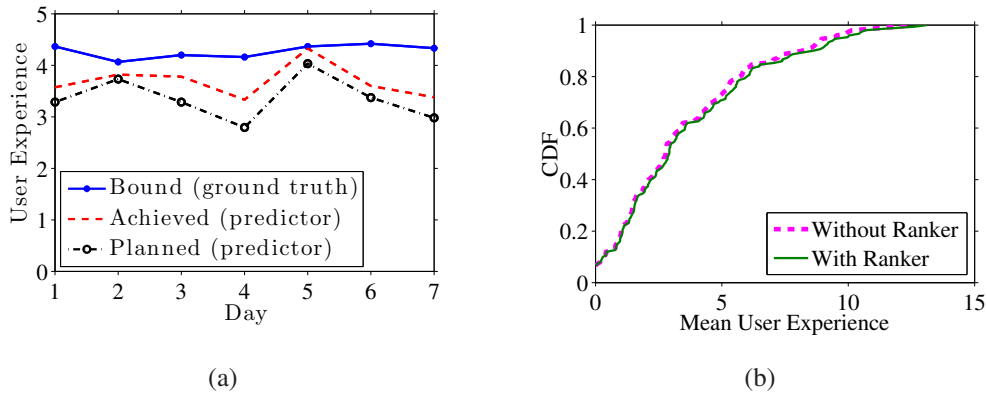 5
4
3
2
1
0
User Experience
Bound (ground truth)
Achieved (predictor)
Planned (predictor)
1 2 3 4 5 6 7
Day
(a)
1
0.8
0.6
0.4
0.2
0
CDF
Without Ranker
With Ranker
0 5 10 15
Mean User Experience
(b)